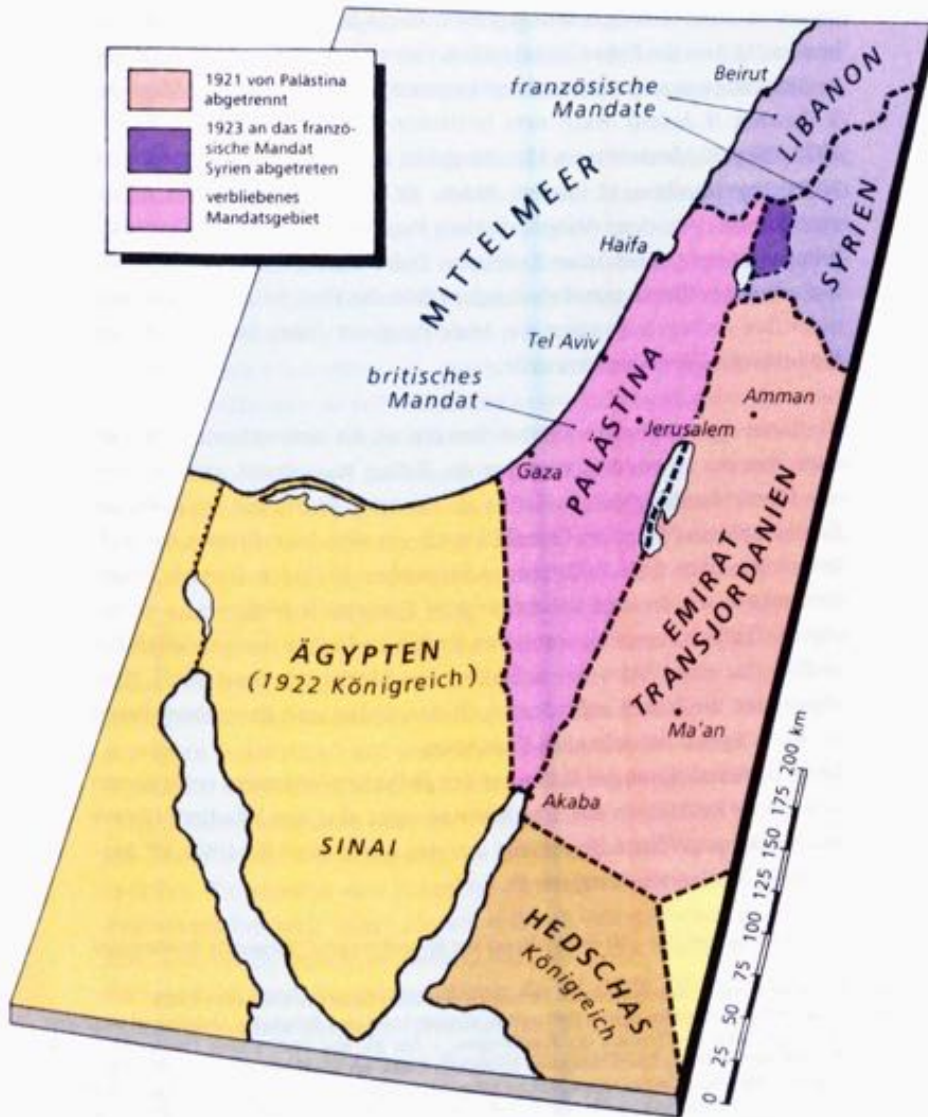 1921 von Palästina
abgetrennt
1923 an das franzö-
sische Mandat
Syrien abgetreten
verbliebenes
Mandatsgebiet
französische
Mandate
Beirut
LIBANON
SYRIEN
MITTELMEER
Haifa
Tel Aviv
britisches
Mandat
PALÄSTINA
Amman
Jerusalem
Gaza
EMIRAT
TRANSJORDANIEN
ÄGYPTEN
(1922 Königreich)
Ma'an
Akaba
SINAI
HEDSCHAS
Königreich
0 25 50 75 100 125 150 175 200 km